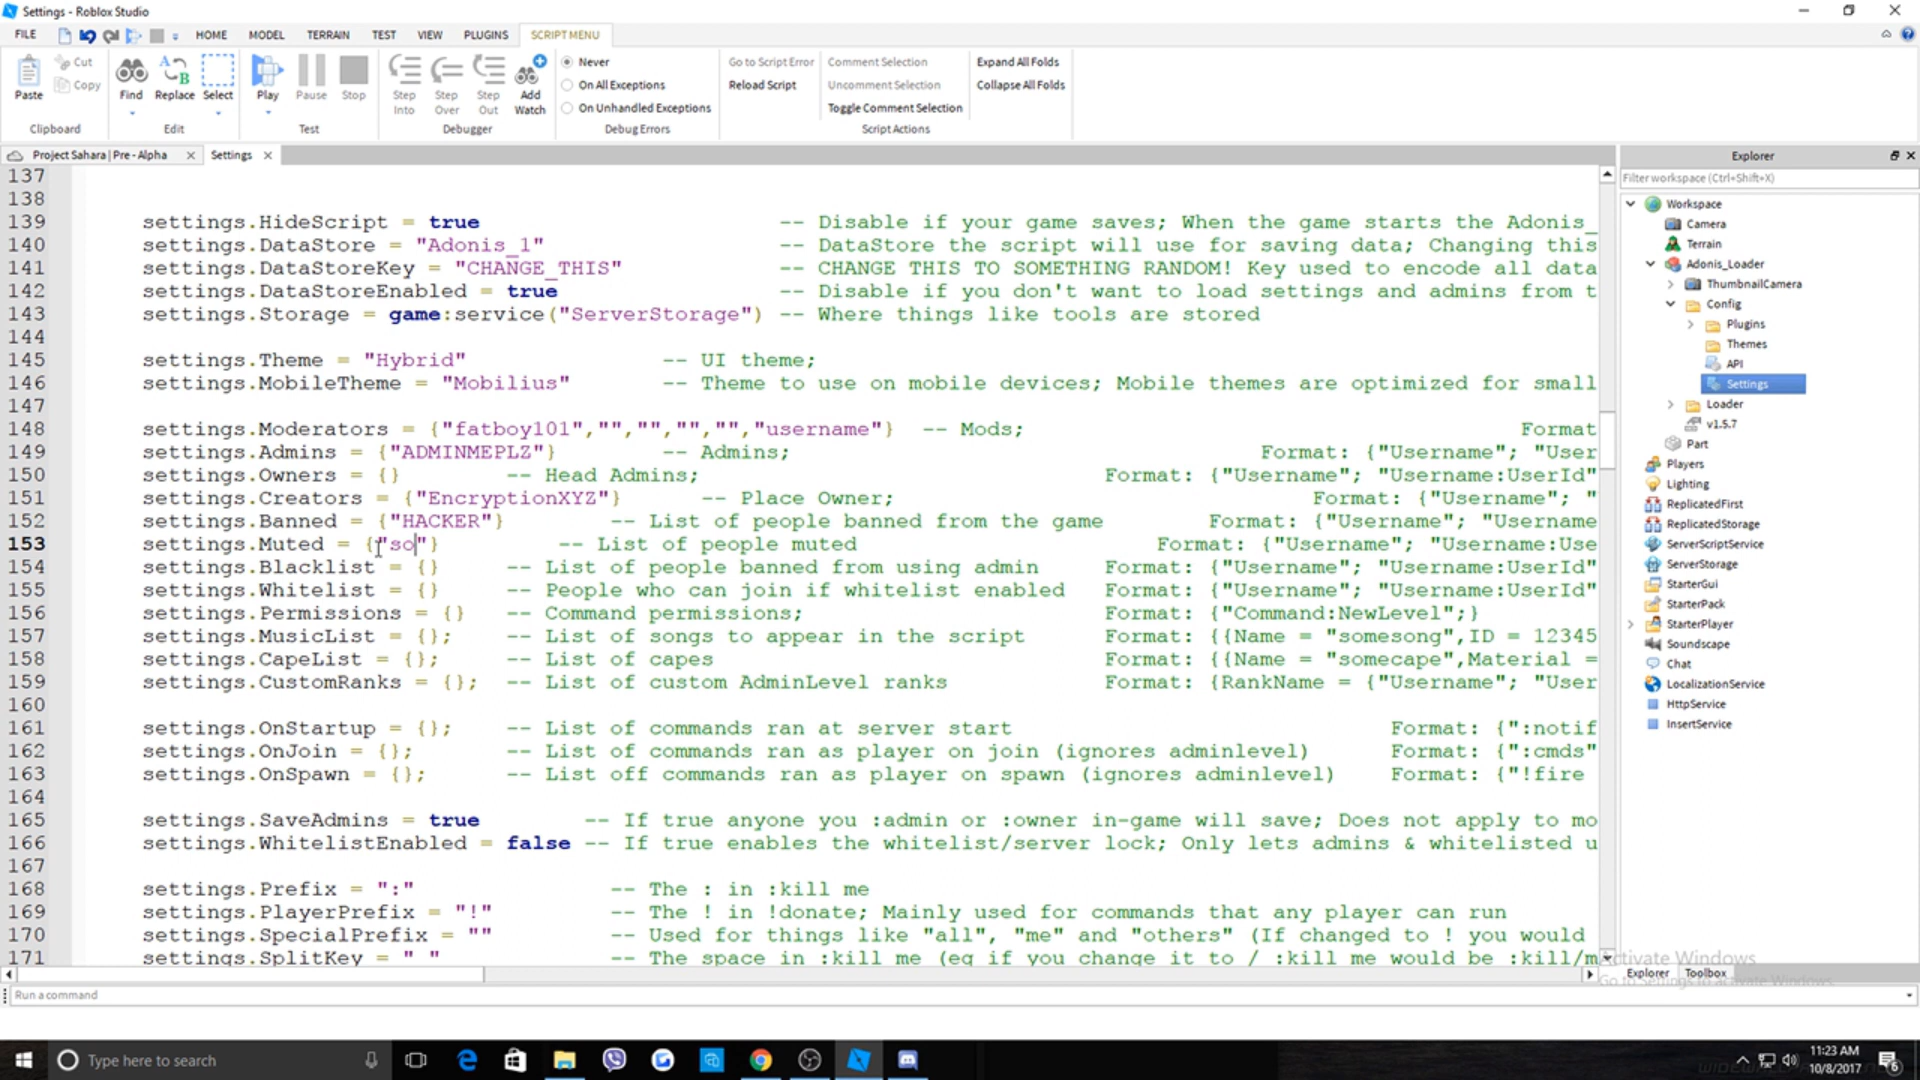 Settings - Roblox Studio
FILE HOME MODEL TERRAIN TEST VIEW PLUGINS SCRIPT MENU
Paste Cut Copy Find Replace Select Play Pause Stop Step Into Step Over Step Out Add Watch
Never
On All Exceptions
On Unhandled Exceptions
Go to Script Error
Reload Script
Comment Selection
Uncomment Selection
Toggle Comment Selection
Expand All Folds
Collapse All Folds
Clipboard Edit Test Debugger Debug Errors Script Actions
Project Sahara | Pre - Alpha Settings
137
138
139 settings.HideScript = true -- Disable if your game saves; When the game starts the Adonis_
140 settings.DataStore = "Adonis_1" -- DataStore the script will use for saving data; Changing this
141 settings.DataStoreKey = "CHANGE_THIS" -- CHANGE THIS TO SOMETHING RANDOM! Key used to encode all data
142 settings.DataStoreEnabled = true -- Disable if you don't want to load settings and admins from t
143 settings.Storage = game:service("ServerStorage") -- Where things like tools are stored
144
145 settings.Theme = "Hybrid" -- UI theme;
146 settings.MobileTheme = "Mobilius" -- Theme to use on mobile devices; Mobile themes are optimized for small
147
148 settings.Moderators = {"fatboy101","","","","","username"} -- Mods; Format
149 settings.Admins = {"ADMINMEPLZ"} -- Admins; Format: {"Username"; "User
150 settings.Owners = {} -- Head Admins; Format: {"Username"; "Username:UserId"
151 settings.Creators = {"EncryptionXYZ"} -- Place Owner; Format: {"Username"; "
152 settings.Banned = {"HACKER"} -- List of people banned from the game Format: {"Username"; "Username
153 settings.Muted = {"so"} -- List of people muted Format: {"Username"; "Username:Use
154 settings.Blacklist = {} -- List of people banned from using admin Format: {"Username"; "Username:UserId"
155 settings.Whitelist = {} -- People who can join if whitelist enabled Format: {"Username"; "Username:UserId"
156 settings.Permissions = {} -- Command permissions; Format: {"Command:NewLevel";}
157 settings.MusicList = {}; -- List of songs to appear in the script Format: {{Name = "somesong",ID = 12345
158 settings.CapeList = {}; -- List of capes Format: {{Name = "somecape",Material =
159 settings.CustomRanks = {}; -- List of custom AdminLevel ranks Format: {RankName = {"Username"; "User
160
161 settings.OnStartup = {}; -- List of commands ran at server start Format: {":notif
162 settings.OnJoin = {}; -- List of commands ran as player on join (ignores adminlevel) Format: {":cmds"
163 settings.OnSpawn = {}; -- List off commands ran as player on spawn (ignores adminlevel) Format: {"!fire
164
165 settings.SaveAdmins = true -- If true anyone you :admin or :owner in-game will save; Does not apply to mo
166 settings.WhitelistEnabled = false -- If true enables the whitelist/server lock; Only lets admins & whitelisted u
167
168 settings.Prefix = ":" -- The : in :kill me
169 settings.PlayerPrefix = "!" -- The ! in !donate; Mainly used for commands that any player can run
170 settings.SpecialPrefix = "" -- Used for things like "all", "me" and "others" (If changed to ! you would
171 settings.SplitKey = " " -- The space in :kill me (eg if you change it to / :kill me would be :kill/m
Explorer
Filter workspace (Ctrl+Shift+X)
Workspace
Camera
Terrain
Adonis_Loader
ThumbnailCamera
Config
Plugins
Themes
API
Settings
Loader
v1.5.7
Part
Players
Lighting
ReplicatedFirst
ReplicatedStorage
ServerScriptService
ServerStorage
StarterGui
StarterPack
StarterPlayer
Soundscape
Chat
LocalizationService
HttpService
InsertService
Activate Windows
Go to Settings to activate Windows.
Explorer Toolbox
Run a command
Type here to search
11:23 AM
10/8/2017
6